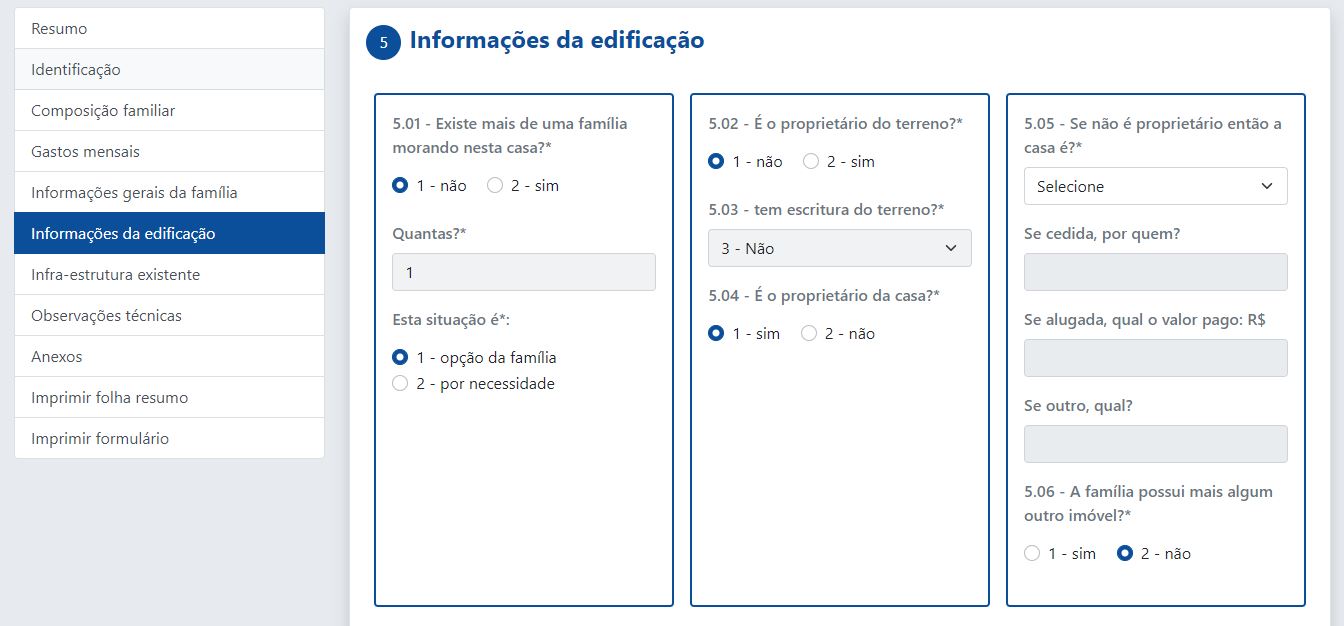 Resumo
Identificação
Composição familiar
Gastos mensais
Informações gerais da família
Informações da edificação
Infra-estrutura existente
Observações técnicas
Anexos
Imprimir folha resumo
Imprimir formulário
5 Informações da edificação
5.01 - Existe mais de uma família
morando nesta casa?*
1 - não 2 - sim
Quantas?*
1
Esta situação é*:
1 - opção da família
2 - por necessidade
5.02 - É o proprietário do terreno?*
1 - não 2 - sim
5.03 - tem escritura do terreno?*
3 - Não
5.04 - É o proprietário da casa?*
1 - sim 2 - não
5.05 - Se não é proprietário então a
casa é?*
Selecione
Se cedida, por quem?
Se alugada, qual o valor pago: R$
Se outro, qual?
5.06 - A família possui mais algum
outro imóvel?*
1 - sim 2 - não